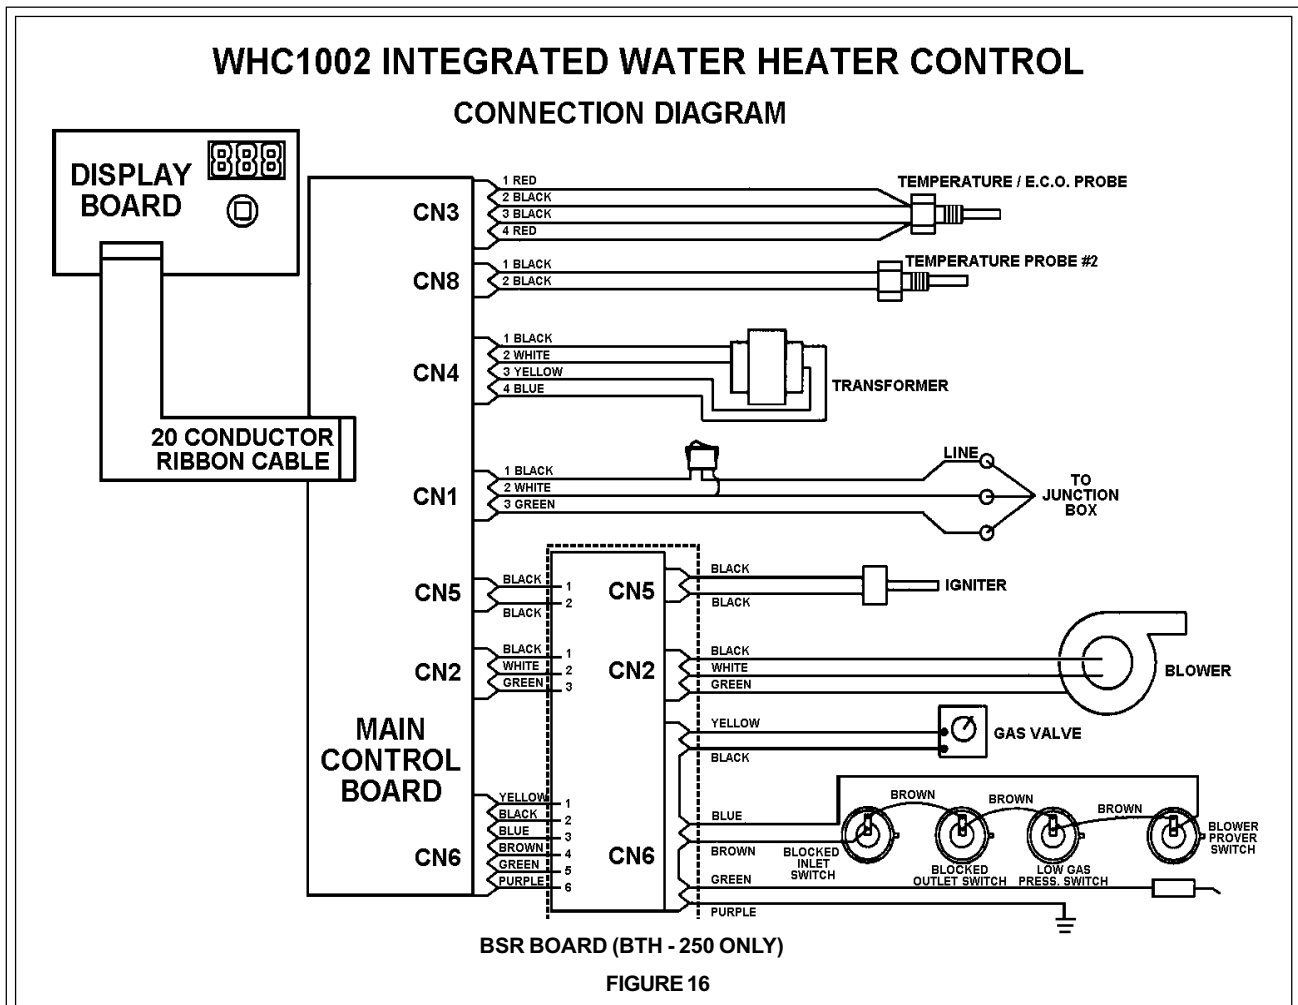 WHC1002 INTEGRATED WATER HEATER CONTROL
CONNECTION DIAGRAM
DISPLAY
BOARD
888
20 CONDUCTOR
RIBBON CABLE
MAIN
CONTROL
BOARD
CN3
1 RED
2 BLACK
3 BLACK
4 RED
TEMPERATURE / E.C.O. PROBE
CN8
1 BLACK
2 BLACK
TEMPERATURE PROBE #2
CN4
1 BLACK
2 WHITE
3 YELLOW
4 BLUE
TRANSFORMER
CN1
1 BLACK
2 WHITE
3 GREEN
LINE
TO
JUNCTION
BOX
CN5
BLACK 1
BLACK 2
CN5
BLACK
BLACK
IGNITER
CN2
BLACK 1
WHITE 2
GREEN 3
CN2
BLACK
WHITE
GREEN
BLOWER
YELLOW
BLACK
GAS VALVE
CN6
YELLOW 1
BLACK 2
BLUE 3
BROWN 4
GREEN 5
PURPLE 6
CN6
BLUE
BROWN
BROWN
BROWN
BROWN
BLOCKED
INLET
SWITCH
BLOCKED
OUTLET SWITCH
LOW GAS
PRESS. SWITCH
BLOWER
PROVER
SWITCH
GREEN
PURPLE
BSR BOARD (BTH - 250 ONLY)
FIGURE 16